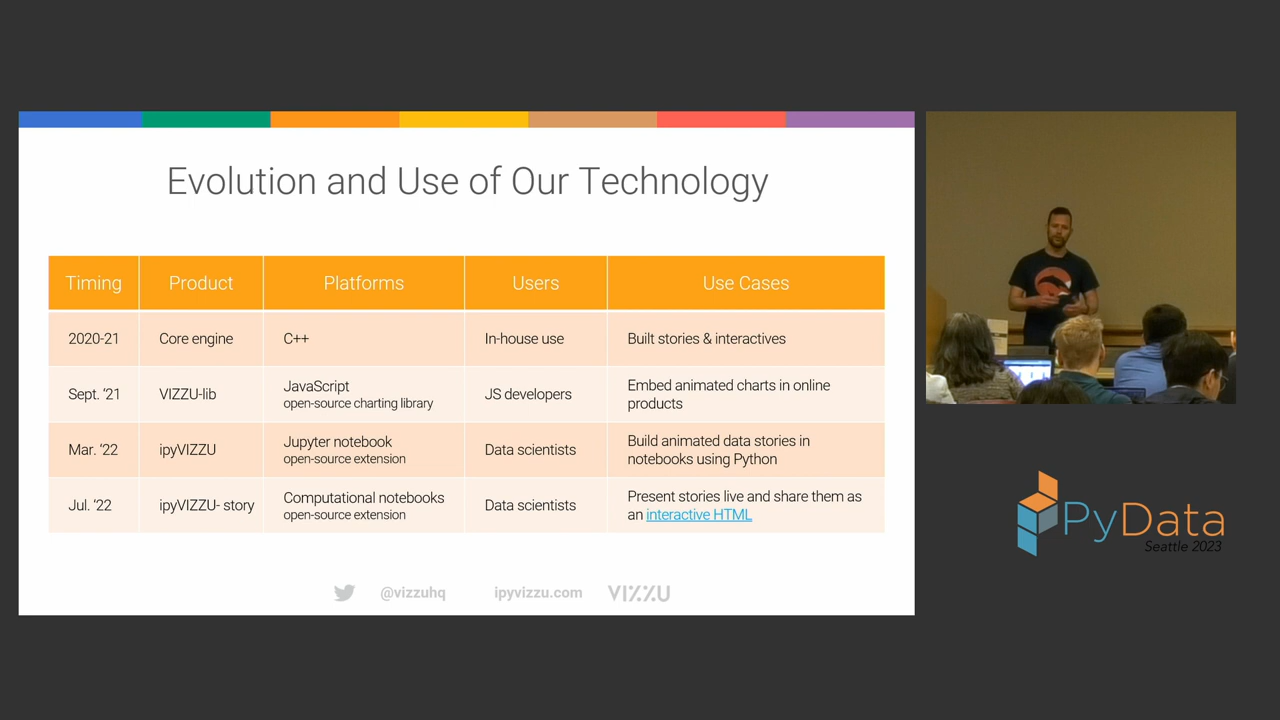 Evolution and Use of Our Technology
Timing Product Platforms Users Use Cases
2020-21 Core engine C++ In-house use Built stories & interactives
Sept. ‘21 VIZZU-lib JavaScript
open-source charting library JS developers Embed animated charts in online
products
Mar. ‘22 ipyVIZZU Jupyter notebook
open-source extension Data scientists Build animated data stories in
notebooks using Python
Jul. ‘22 ipyVIZZU- story Computational notebooks
open-source extension Data scientists Present stories live and share them as
an interactive HTML
@vizzuhq ipyvizzu.com VIZZU
PyData
Seattle 2023